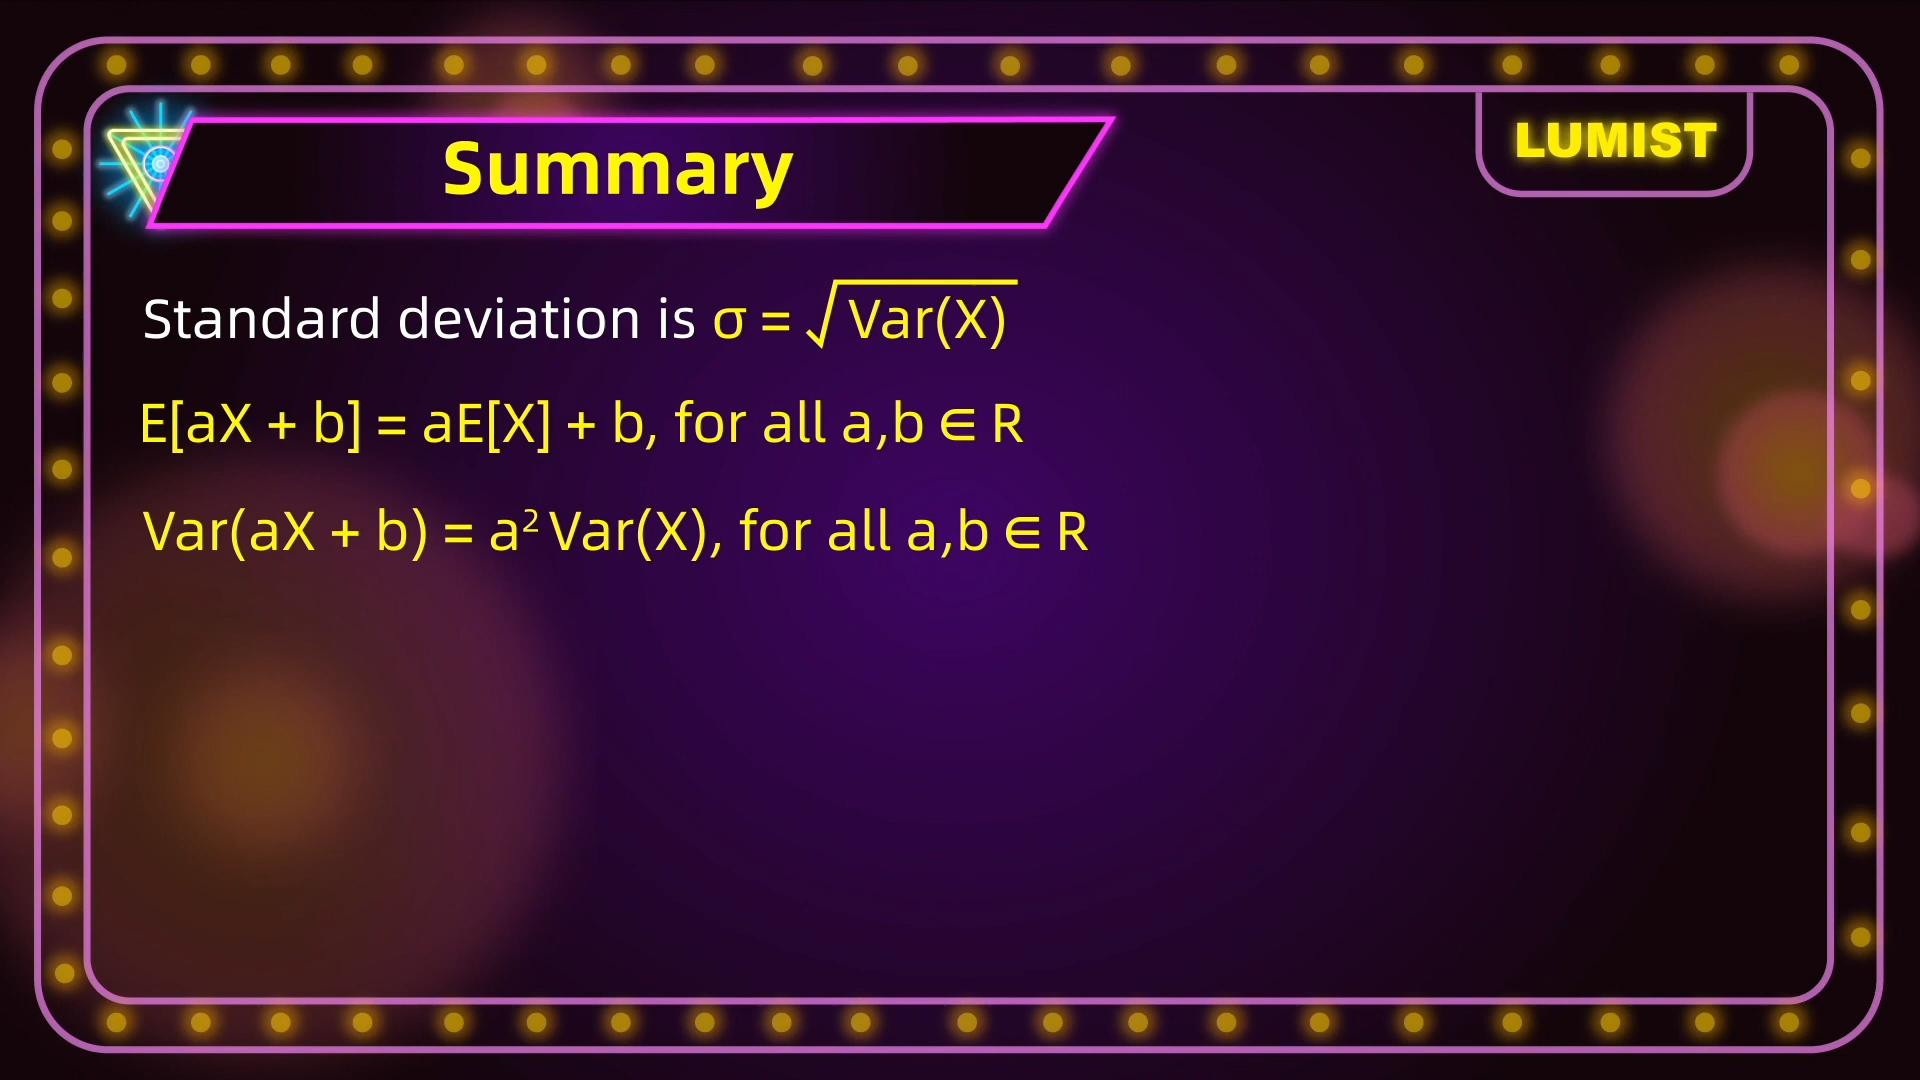 Summary
LUMIST
Standard deviation is σ = √Var(X)
E[aX + b] = aE[X] + b, for all a,b ∈ R
Var(aX + b) = a² Var(X), for all a,b ∈ R